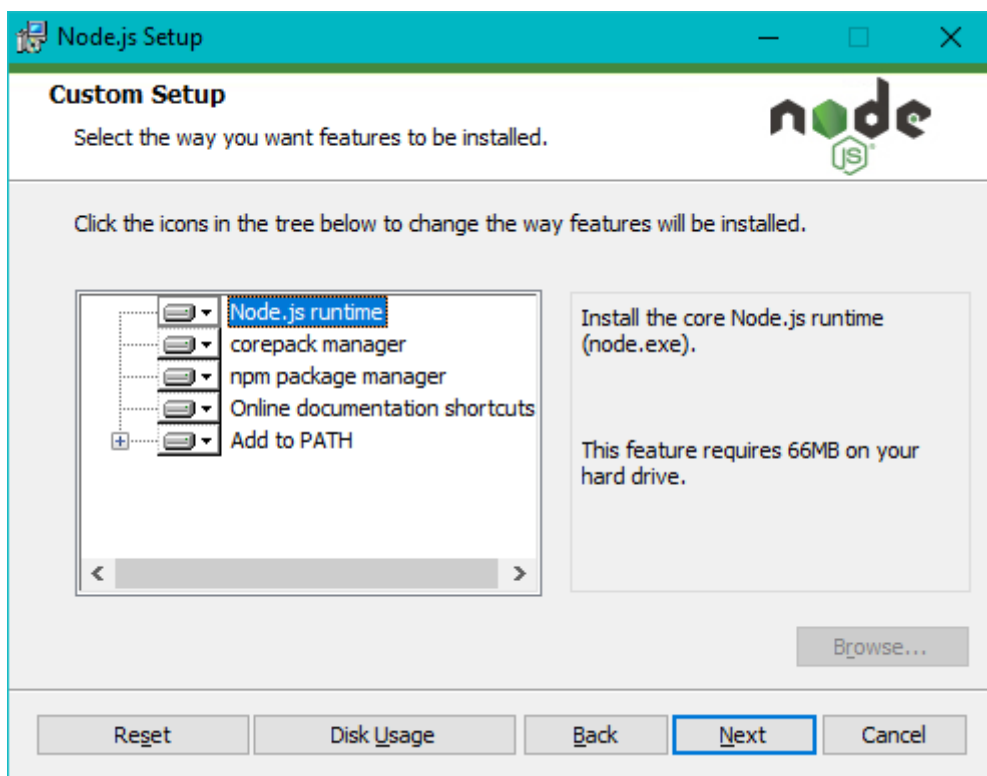 Node.js Setup
Custom Setup
Select the way you want features to be installed.
node
JS
Click the icons in the tree below to change the way features will be installed.
Node.js runtime
corepack manager
npm package manager
Online documentation shortcuts
Add to PATH
Install the core Node.js runtime
(node.exe).
This feature requires 66MB on your
hard drive.
Browse...
Reset
Disk Usage
Back
Next
Cancel